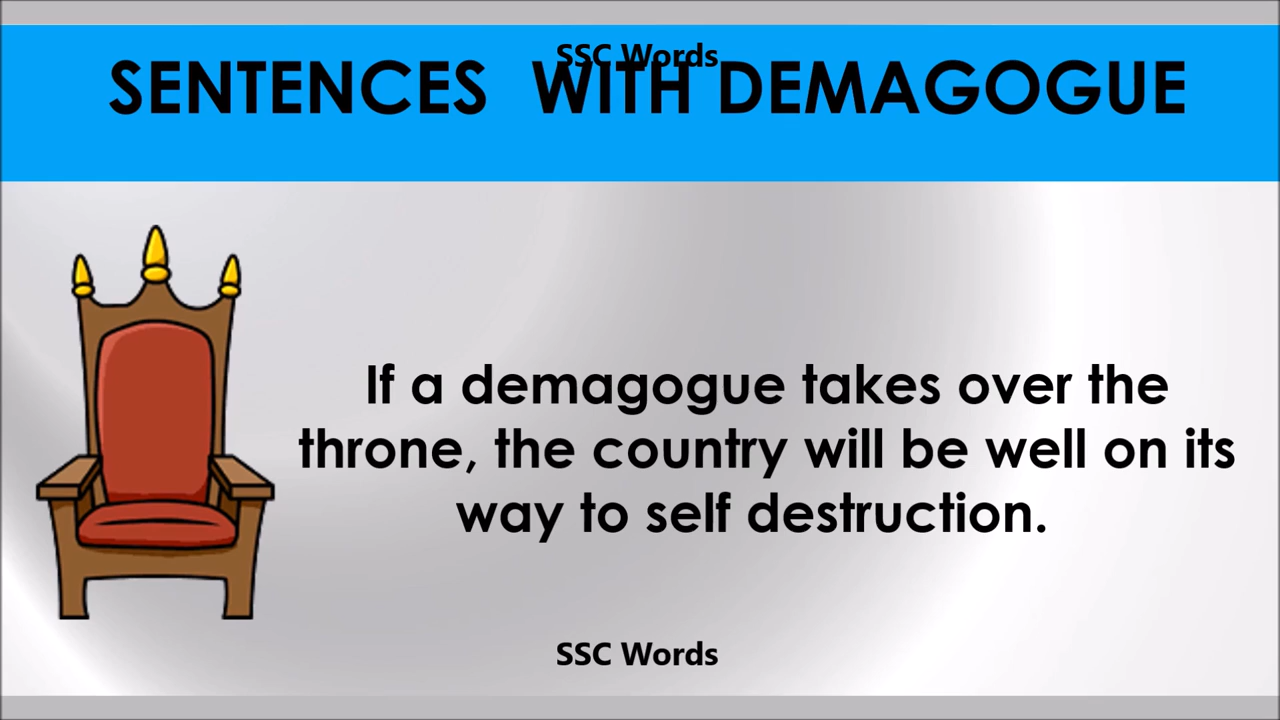 SSC Words
SENTENCES WITH DEMAGOGUE
If a demagogue takes over the
throne, the country will be well on its
way to self destruction.
SSC Words